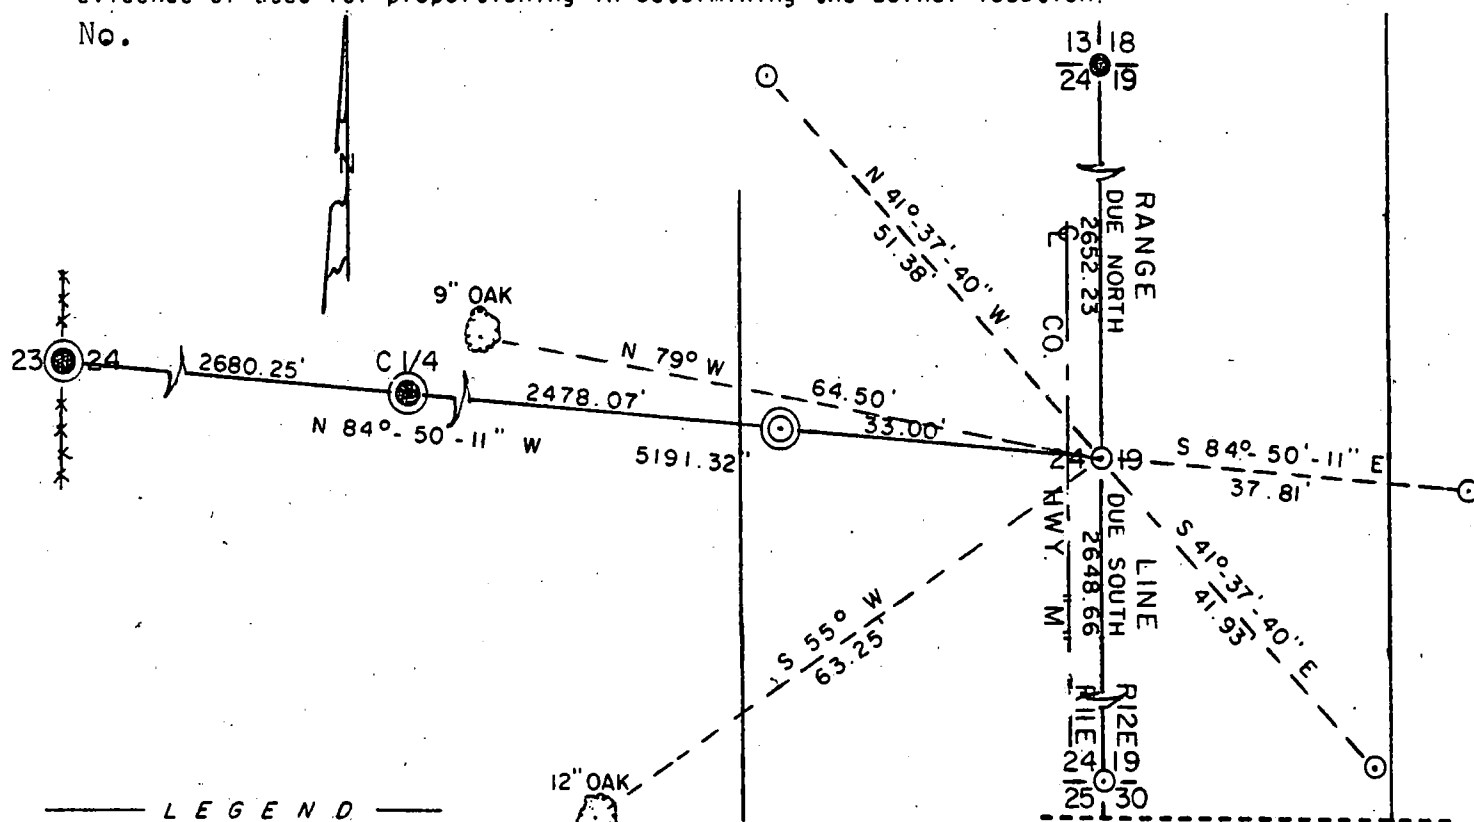 No.
13 18
24 19
N
N 41°-37'-40" W
51.38'
RANGE
DUE NORTH
2652.23
CO.
9" OAK
N 79° W
64.50'
23 24
2680.25'
C 1/4
2478.07'
33.00'
N 84°-50'-11" W
5191.32"
24 19
S 84°-50'-11" E
37.81'
HWY. "M"
DUE SOUTH
2648.66
LINE
S 41°-37'-40" E
41.93'
S 55° W
63.25'
R11E
R12E
24 19
25 30
12" OAK
LEGEND